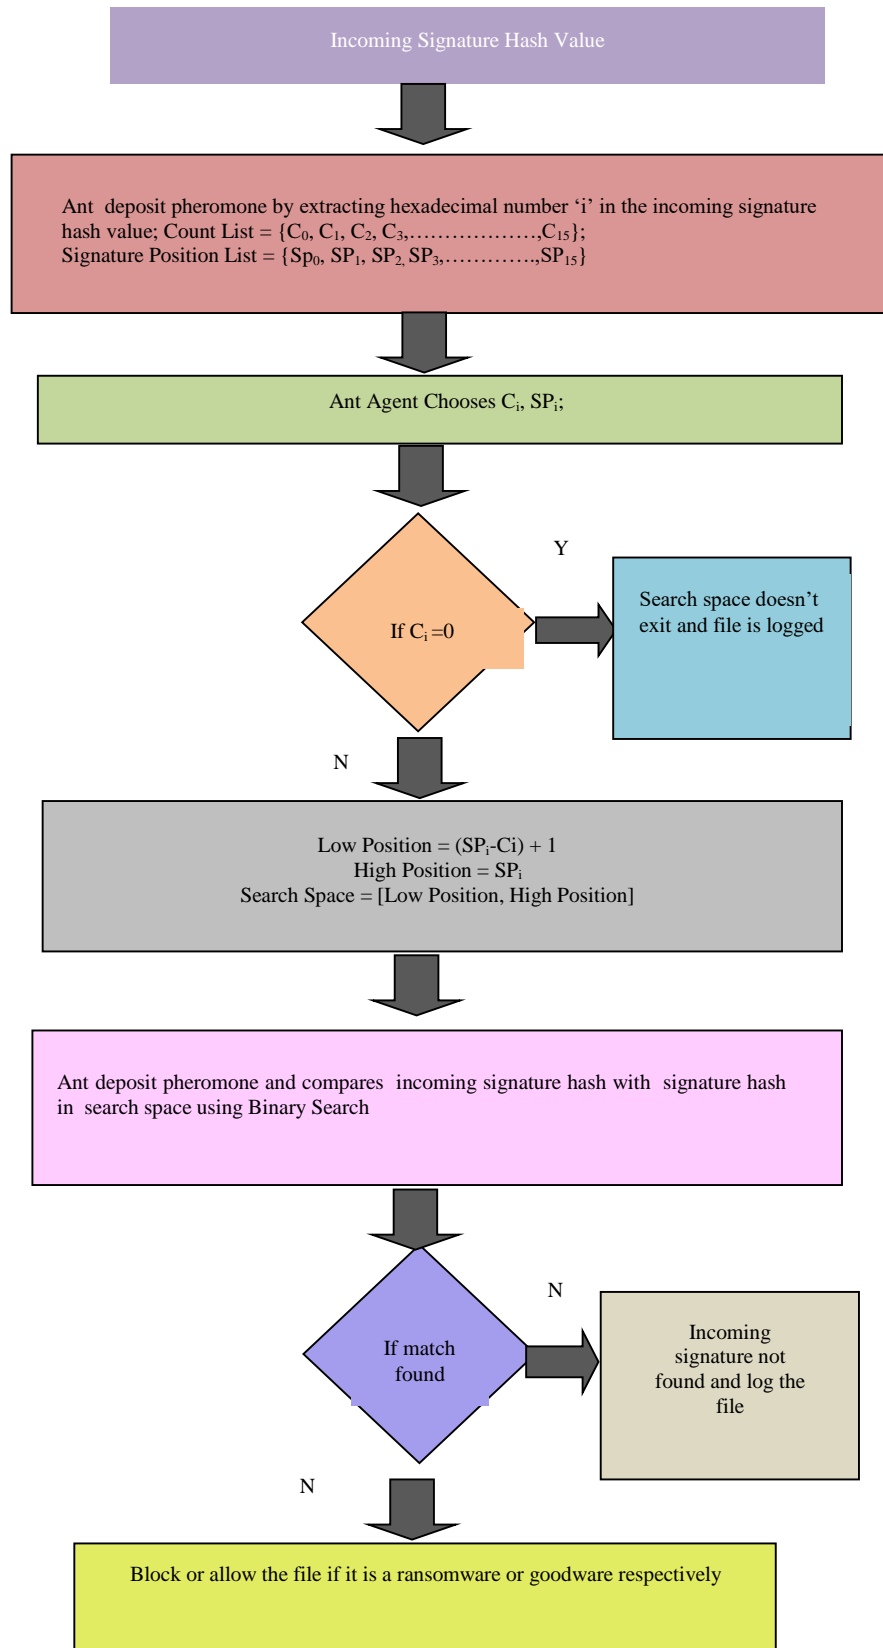 Incoming Signature Hash Value
Ant deposit pheromone by extracting hexadecimal number ‘i’ in the incoming signature
hash value; Count List = {C₀, C₁, C₂, C₃,………………,C₁₅};
Signature Position List = {Sp₀, SP₁, SP₂, SP₃,………….,SP₁₅}
Ant Agent Chooses Cᵢ, SPᵢ;
Y
Search space doesn’t
exit and file is logged
If Cᵢ =0
N
Low Position = (SPᵢ-Ci) + 1
High Position = SPᵢ
Search Space = [Low Position, High Position]
Ant deposit pheromone and compares incoming signature hash with signature hash
in search space using Binary Search
N
If match
found
Incoming
signature not
found and log the
file
N
Block or allow the file if it is a ransomware or goodware respectively